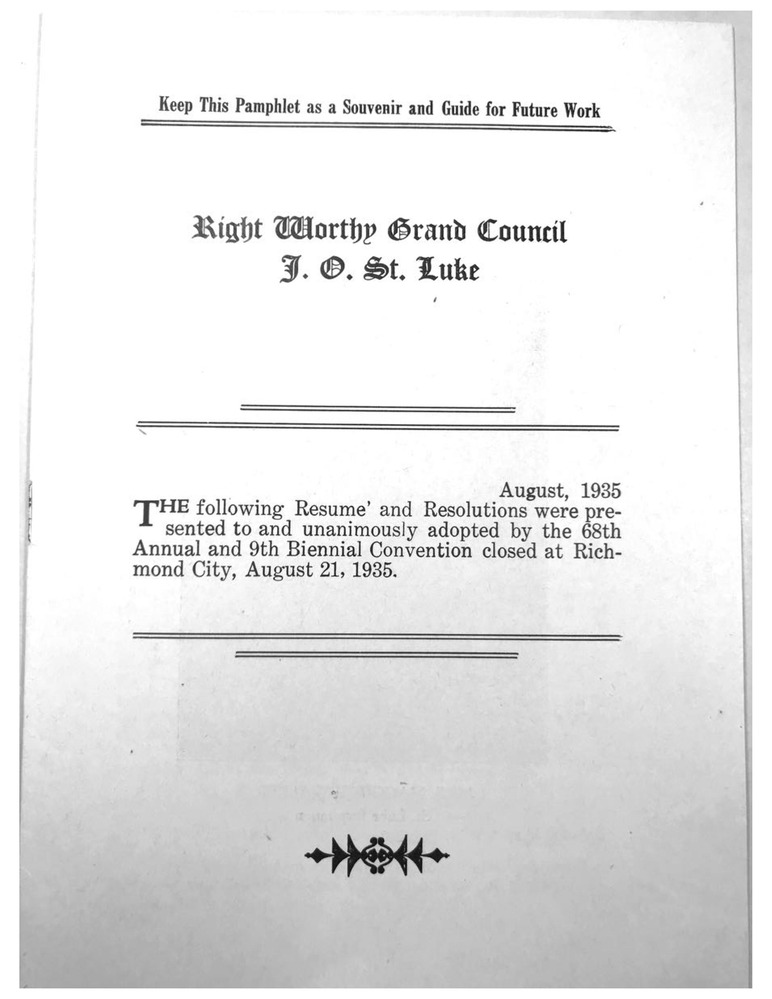 Keep This Pamphlet as a Souvenir and Guide for Future Work
Right Worthy Grand Council
I. O. St. Luke
August, 1935
THE following Resume' and Resolutions were pre-
sented to and unanimously adopted by the 68th
Annual and 9th Biennial Convention closed at Rich-
mond City, August 21, 1935.